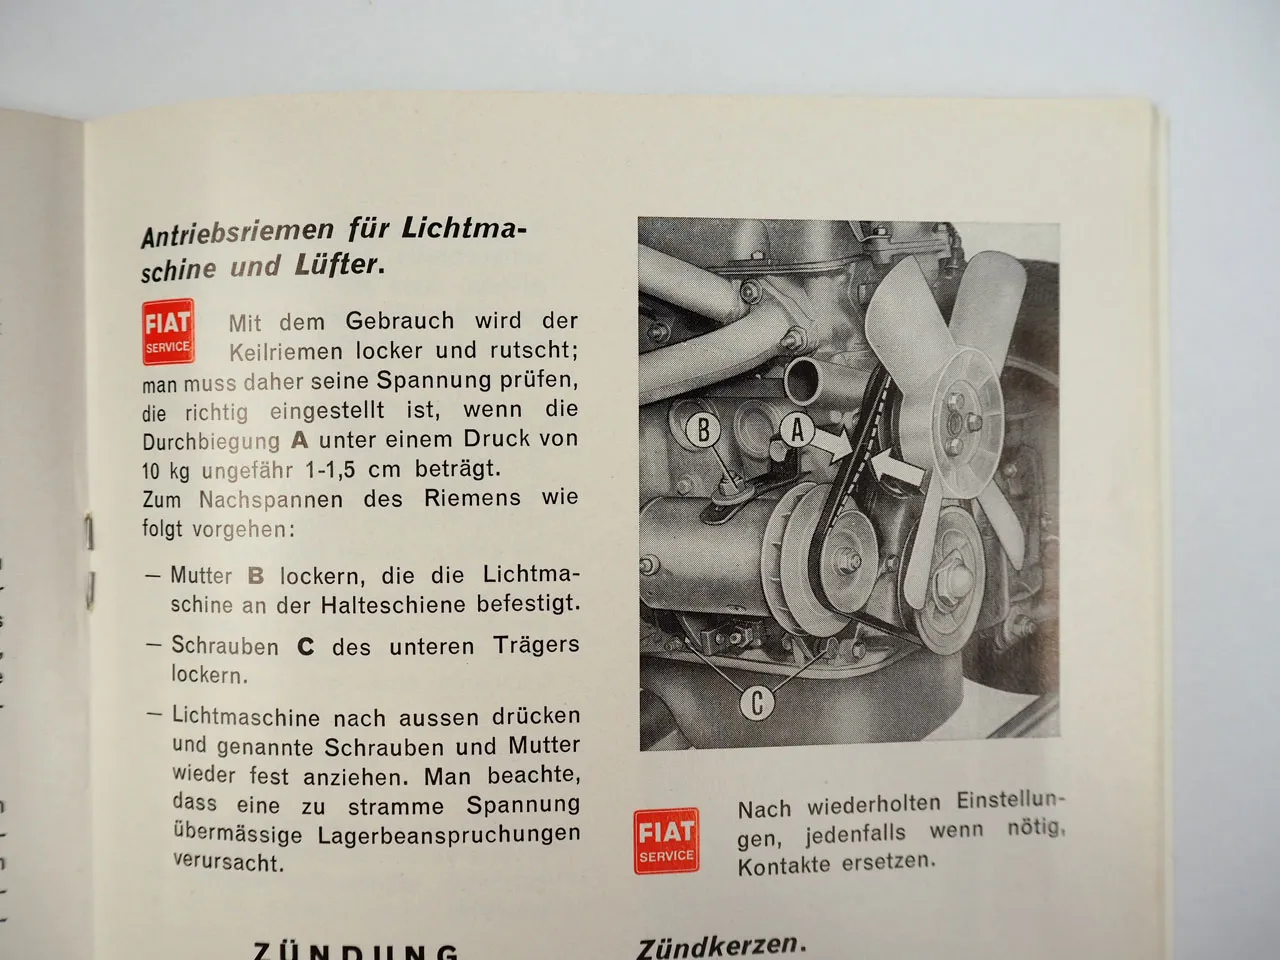 Antriebsriemen für Lichtma-
schine und Lüfter.
FIAT
SERVICE
Mit dem Gebrauch wird der
Keilriemen locker und rutscht;
man muss daher seine Spannung prüfen,
die richtig eingestellt ist, wenn die
Durchbiegung A unter einem Druck von
10 kg ungefähr 1-1,5 cm beträgt.
Zum Nachspannen des Riemens wie
folgt vorgehen:
— Mutter B lockern, die die Lichtma-
schine an der Halteschiene befestigt.
— Schrauben C des unteren Trägers
lockern.
— Lichtmaschine nach aussen drücken
und genannte Schrauben und Mutter
wieder fest anziehen. Man beachte,
dass eine zu stramme Spannung
übermässige Lagerbeanspruchungen
verursacht.
ZÜNDUNG
B
A
C
FIAT
SERVICE
Nach wiederholten Einstellun-
gen, jedenfalls wenn nötig,
Kontakte ersetzen.
Zündkerzen.